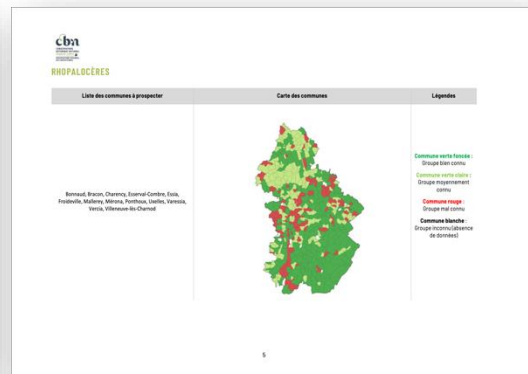 cbn
RHOPALOCÈRES
Liste des communes à prospecter
Carte des communes
Légendes
Bonnaud, Bracon, Charency, Esserval-Combre, Essia,
Froideville, Mallerey, Mérona, Ponthoux, Uxelles, Varessia,
Vercia, Villeneuve-lès-Charnod
Commune verte foncée :
Groupe bien connu
Commune verte claire :
Groupe moyennement
connu
Commune rouge :
Groupe mal connu
Commune blanche :
Groupe inconnu (absence
de données)
5